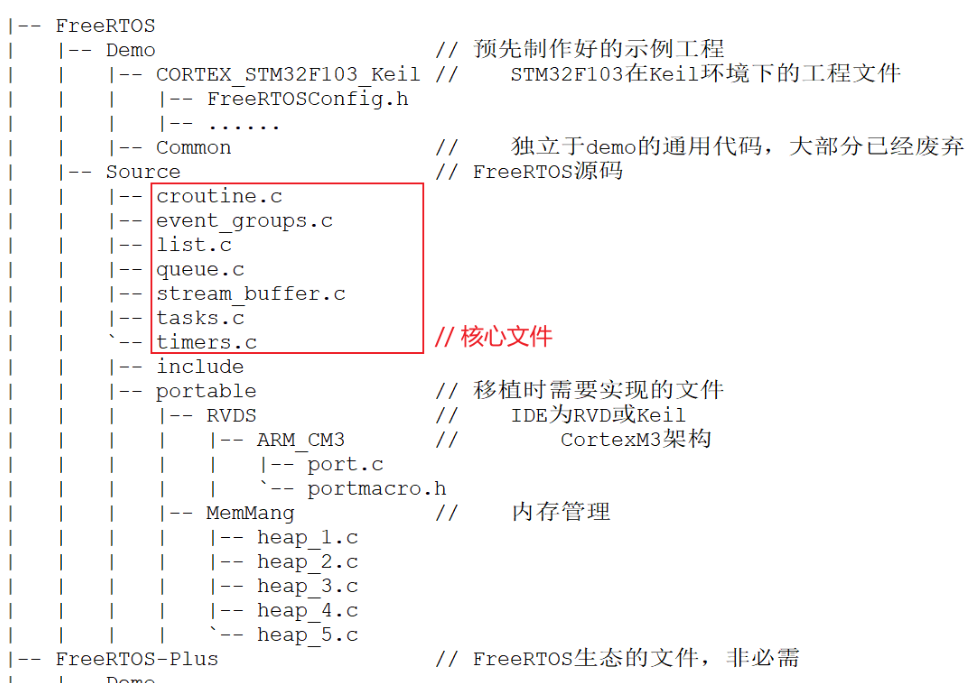 |-- FreeRTOS
|   |-- Demo                      // 预先制作好的示例工程
|   |   |-- CORTEX_STM32F103_Keil //   STM32F103在Keil环境下的工程文件
|   |   |   |-- FreeRTOSConfig.h
|   |   |   |-- ......
|   |   |-- Common                //   独立于demo的通用代码，大部分已经废弃
|   |-- Source                    // FreeRTOS源码
|   |   |-- croutine.c
|   |   |-- event_groups.c
|   |   |-- list.c
|   |   |-- queue.c
|   |   |-- stream_buffer.c
|   |   |-- tasks.c
|   |   `-- timers.c              // 核心文件
|   |   |-- include
|   |   |-- portable              // 移植时需要实现的文件
|   |   |   |-- RVDS              //   IDE为RVD或Keil
|   |   |   |   |-- ARM_CM3       //       CortexM3架构
|   |   |   |   |   |-- port.c
|   |   |   |   |   `-- portmacro.h
|   |   |   |-- MemMang           //   内存管理
|   |   |   |   |-- heap_1.c
|   |   |   |   |-- heap_2.c
|   |   |   |   |-- heap_3.c
|   |   |   |   |-- heap_4.c
|   |   |   |   `-- heap_5.c
|-- FreeRTOS-Plus                 // FreeRTOS生态的文件，非必需
|   |-- Demo